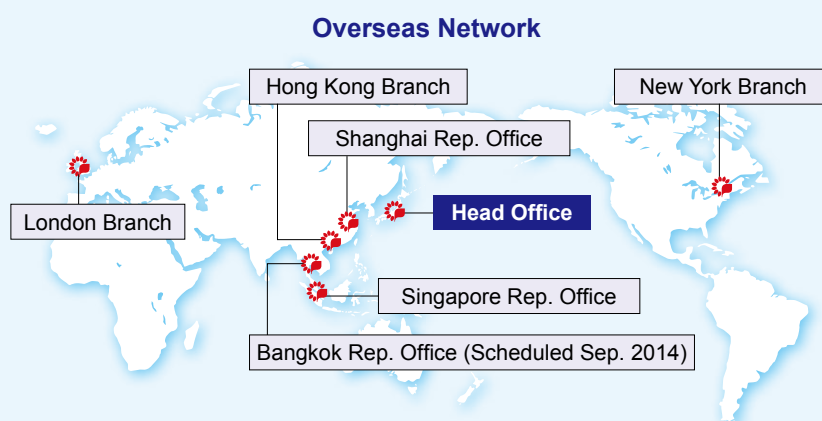 Overseas Network
Hong Kong Branch
New York Branch
Shanghai Rep. Office
London Branch
Head Office
Singapore Rep. Office
Bangkok Rep. Office (Scheduled Sep. 2014)